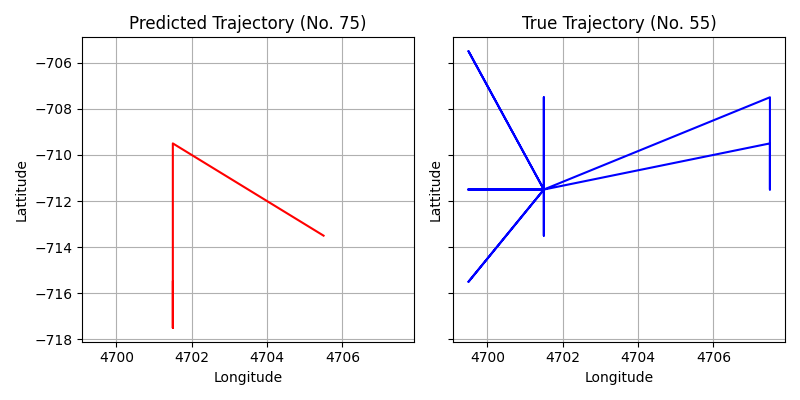 Predicted Trajectory (No. 75)
True Trajectory (No. 55)
−706
−708
−710
−712
−714
−716
−718
Lattitude
Lattitude
4700 4702 4704 4706
4700 4702 4704 4706
Longitude
Longitude